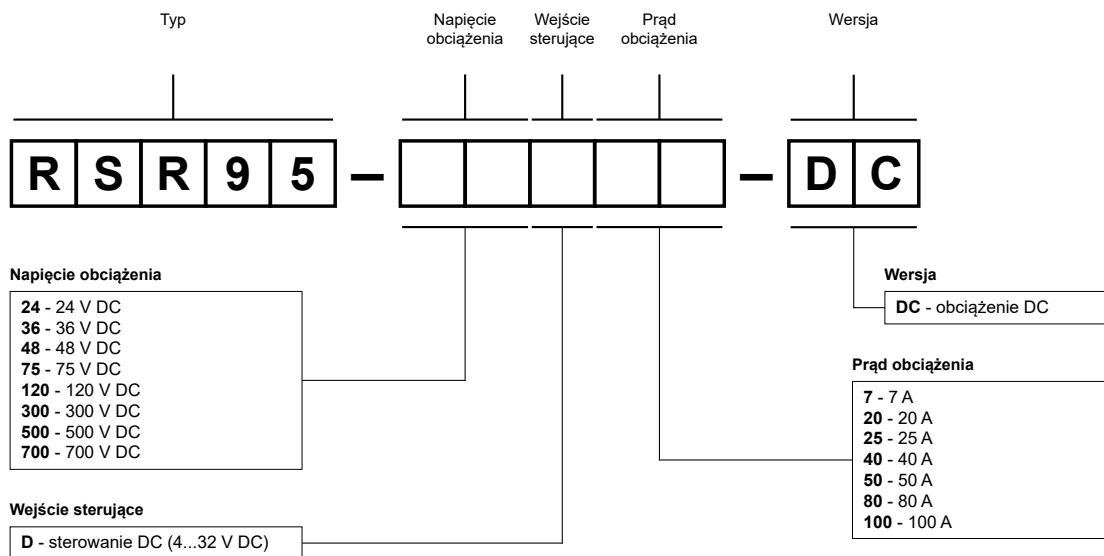 Typ
Napięcie
obciążenia
Wejście
sterujące
Prąd
obciążenia
Wersja
RSR95 – – DC
Napięcie obciążenia
24 - 24 V DC
36 - 36 V DC
48 - 48 V DC
75 - 75 V DC
120 - 120 V DC
300 - 300 V DC
500 - 500 V DC
700 - 700 V DC
Wejście sterujące
D - sterowanie DC (4...32 V DC)
Wersja
DC - obciążenie DC
Prąd obciążenia
7 - 7 A
20 - 20 A
25 - 25 A
40 - 40 A
50 - 50 A
80 - 80 A
100 - 100 A